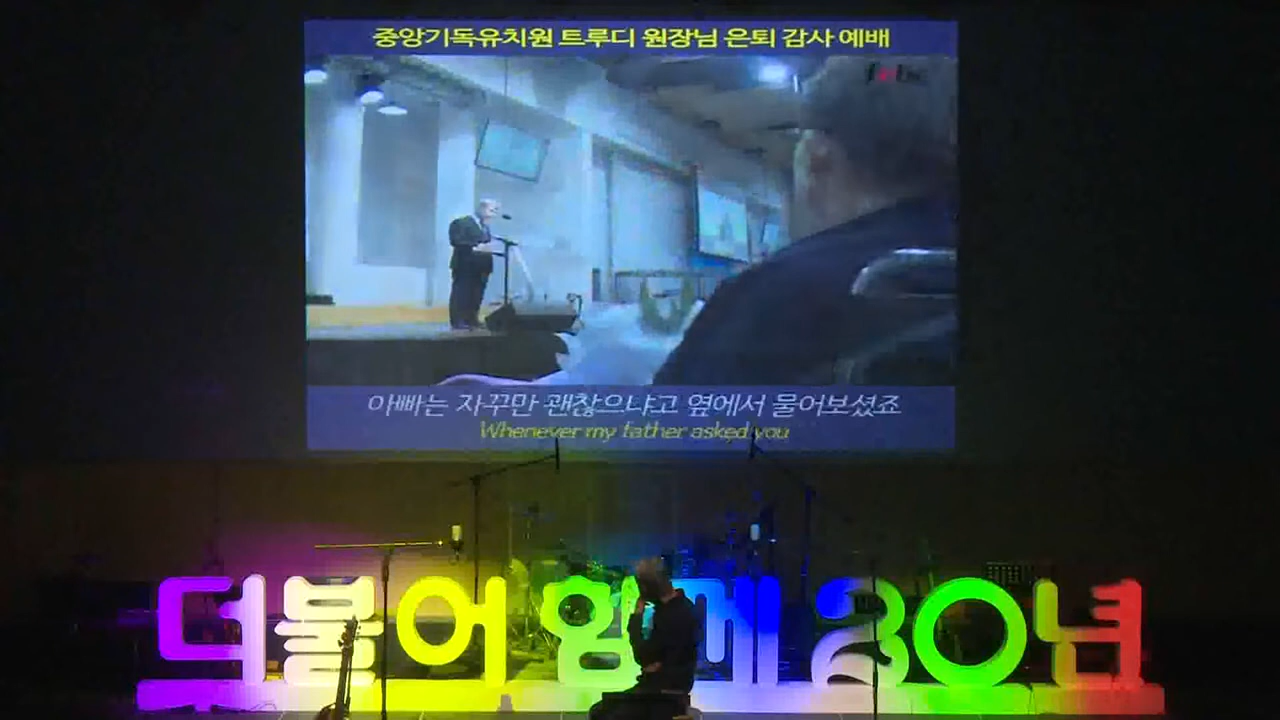 중앙기독유치원 트루디 원장님 은퇴 감사 예배
아빠는 자꾸만 괜찮으냐고 옆에서 물어보셨죠
Whenever my father asked you
더불어 함께 20년